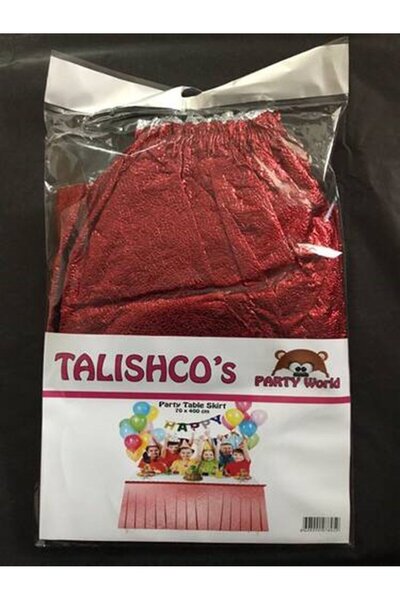 TALISHCO's
PARTY World
Party Table Skirt
70 x 400 cm
HAPPY